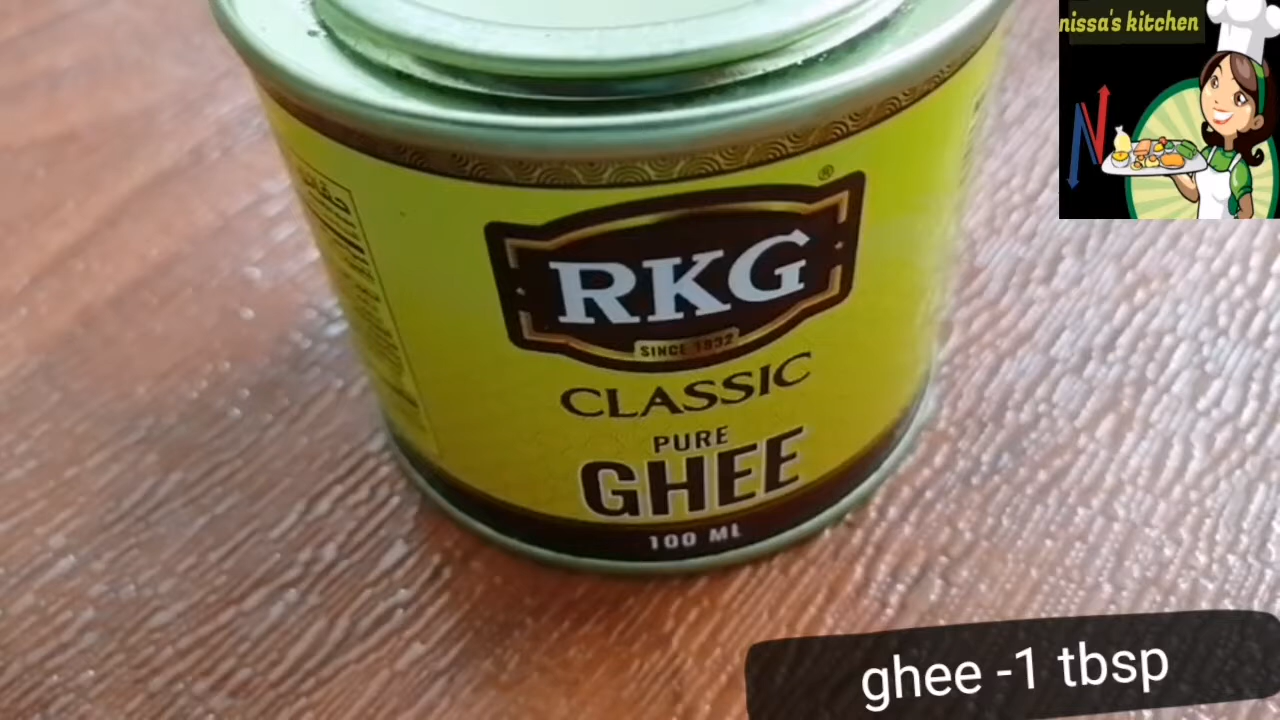 nissa's kitchen
N
®
RKG
SINCE 1932
CLASSIC
PURE
GHEE
100 ML
ghee -1 tbsp